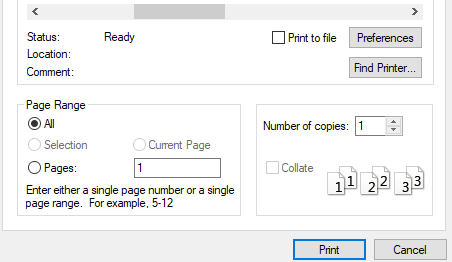 Status: Ready Print to file Preferences
Location:
Comment: Find Printer...
Page Range
All
Number of copies: 1
Selection Current Page
Pages: 1
Collate
1 1 2 2 3 3
Enter either a single page number or a single
page range. For example, 5-12
Print Cancel